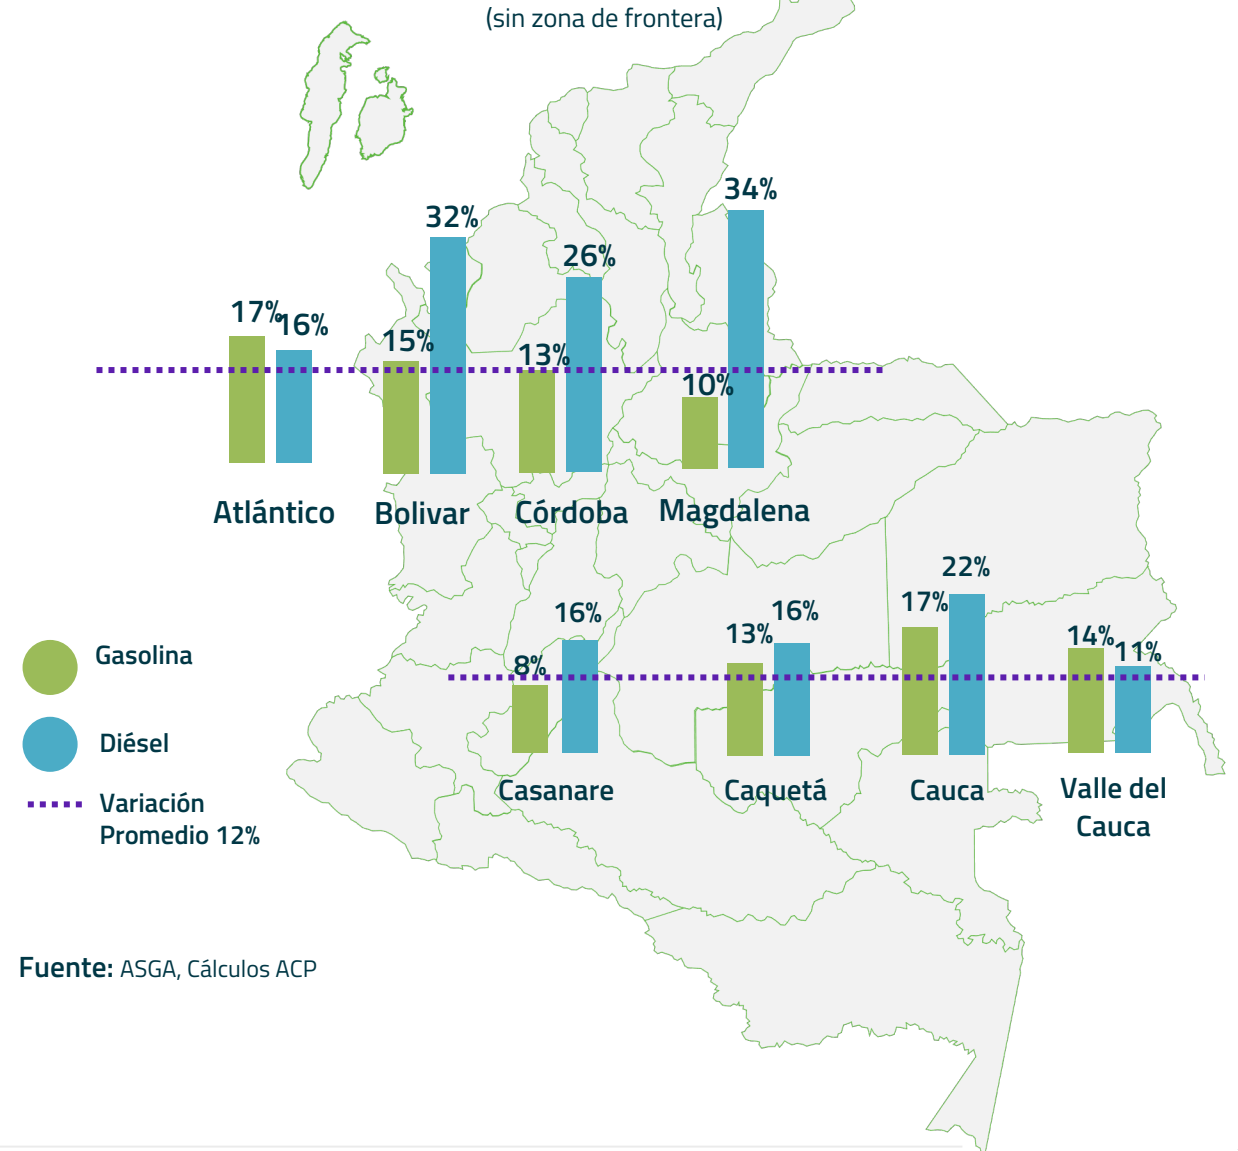 (sin zona de frontera)
34%
32%
26%
17%
16%
15%
13%
10%
Atlántico
Bolivar
Córdoba
Magdalena
22%
17%
16%
16%
13%
14%
11%
8%
Gasolina
Diésel
Variación
Promedio 12%
Casanare
Caquetá
Cauca
Valle del
Cauca
Fuente: ASGA, Cálculos ACP